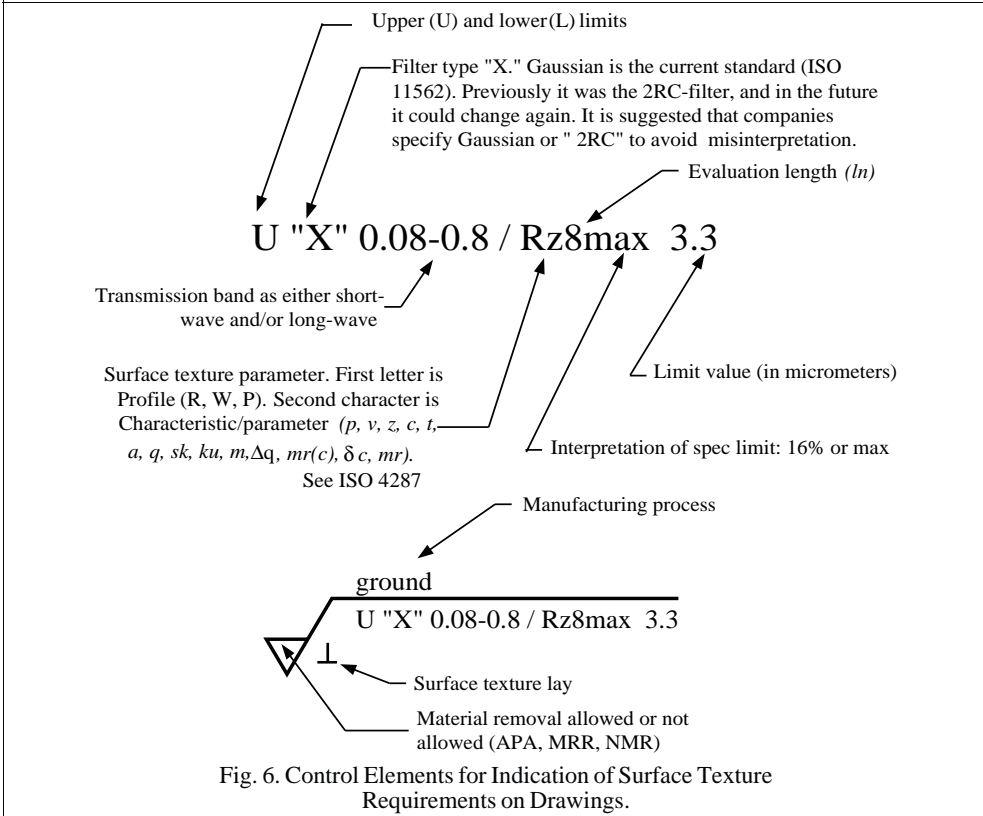 Upper (U) and lower (L) limits
Filter type "X." Gaussian is the current standard (ISO
11562). Previously it was the 2RC-filter, and in the future
it could change again. It is suggested that companies
specify Gaussian or " 2RC" to avoid misinterpretation.
Evaluation length (ln)
U "X" 0.08-0.8 / Rz8max 3.3
Transmission band as either short-
wave and/or long-wave
Surface texture parameter. First letter is
Profile (R, W, P). Second character is
Characteristic/parameter (p, v, z, c, t,
a, q, sk, ku, m,Δq, mr(c), δ c, mr).
See ISO 4287
Limit value (in micrometers)
Interpretation of spec limit: 16% or max
Manufacturing process
ground
U "X" 0.08-0.8 / Rz8max 3.3
Surface texture lay
Material removal allowed or not
allowed (APA, MRR, NMR)
Fig. 6. Control Elements for Indication of Surface Texture
Requirements on Drawings.